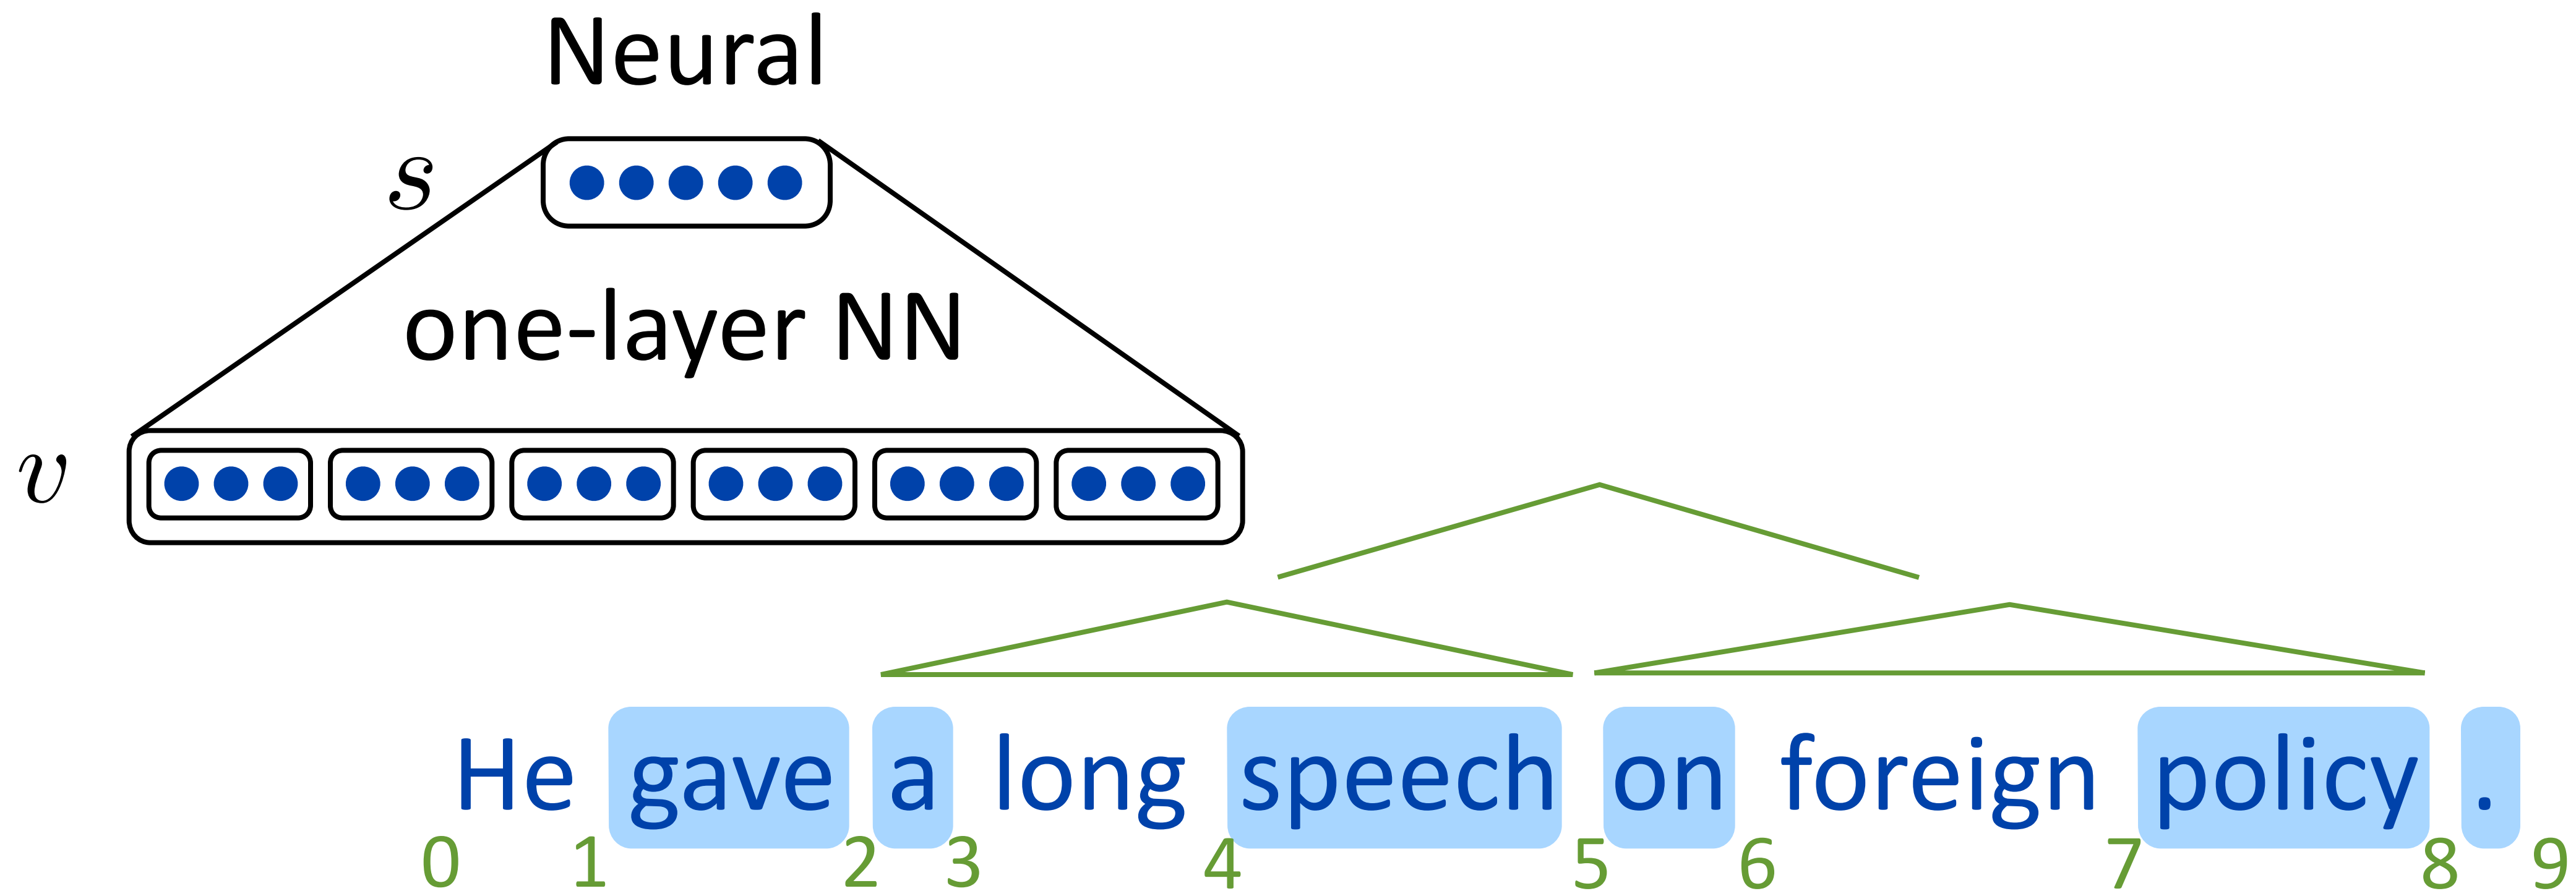 Neural
s
one-layer NN
v
He gave a long speech on foreign policy .
0 1 2 3 4 5 6 7 8 9